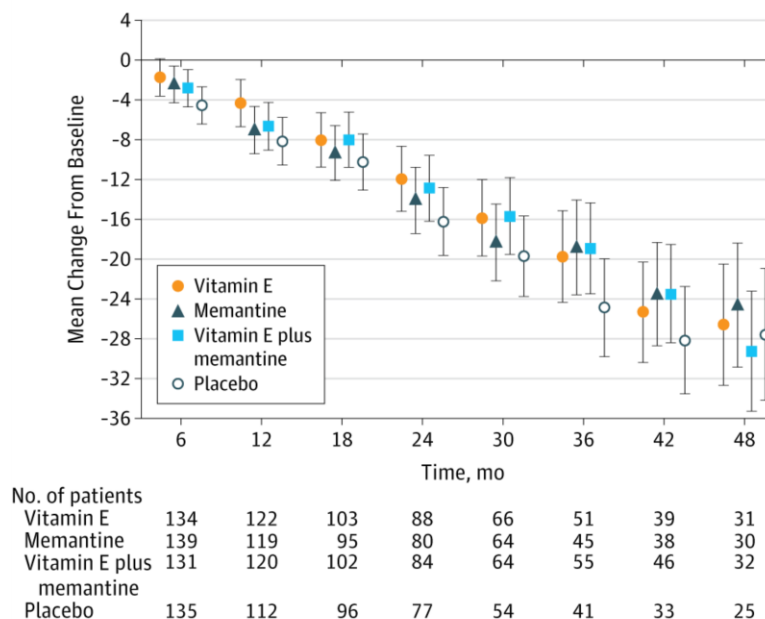 4
0
-4
-8
-12
-16
-20
-24
-28
-32
-36
Mean Change From Baseline
Vitamin E
Memantine
Vitamin E plus
memantine
Placebo
6 12 18 24 30 36 42 48
Time, mo
No. of patients
Vitamin E 134 122 103 88 66 51 39 31
Memantine 139 119 95 80 64 45 38 30
Vitamin E plus 131 120 102 84 64 55 46 32
memantine
Placebo 135 112 96 77 54 41 33 25